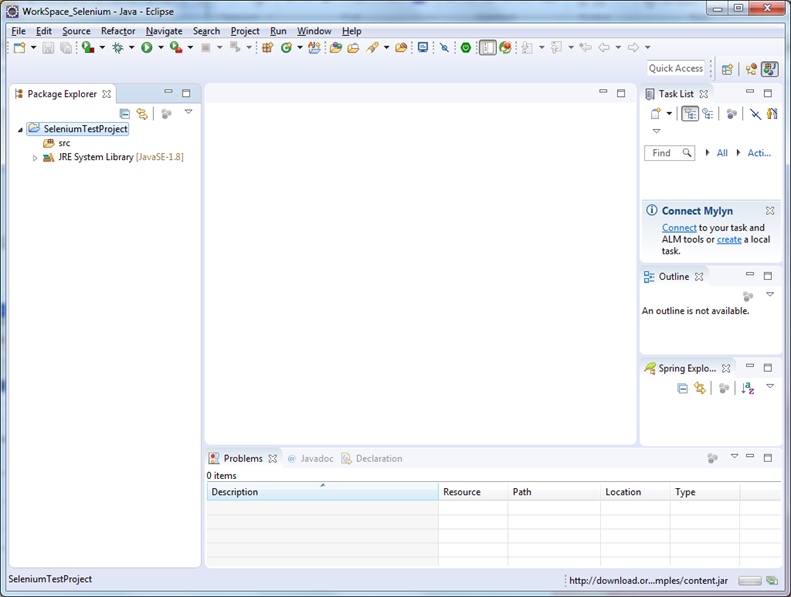 WorkSpace_Selenium - Java - Eclipse
File Edit Source Refactor Navigate Search Project Run Window Help
Quick Access
Package Explorer
SeleniumTestProject
src
JRE System Library [JavaSE-1.8]
Task List
Find All Acti...
Connect Mylyn
Connect to your task and
ALM tools or create a local
task.
Outline
An outline is not available.
Spring Explo...
Problems Javadoc Declaration
0 items
Description Resource Path Location Type
SeleniumTestProject http://download.or...mples/content.jar